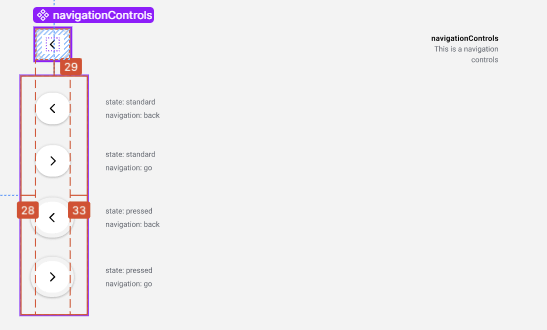 navigationControls
navigationControls
This is a navigation
controls
29
state: standard
navigation: back
state: standard
navigation: go
28
33
state: pressed
navigation: back
state: pressed
navigation: go